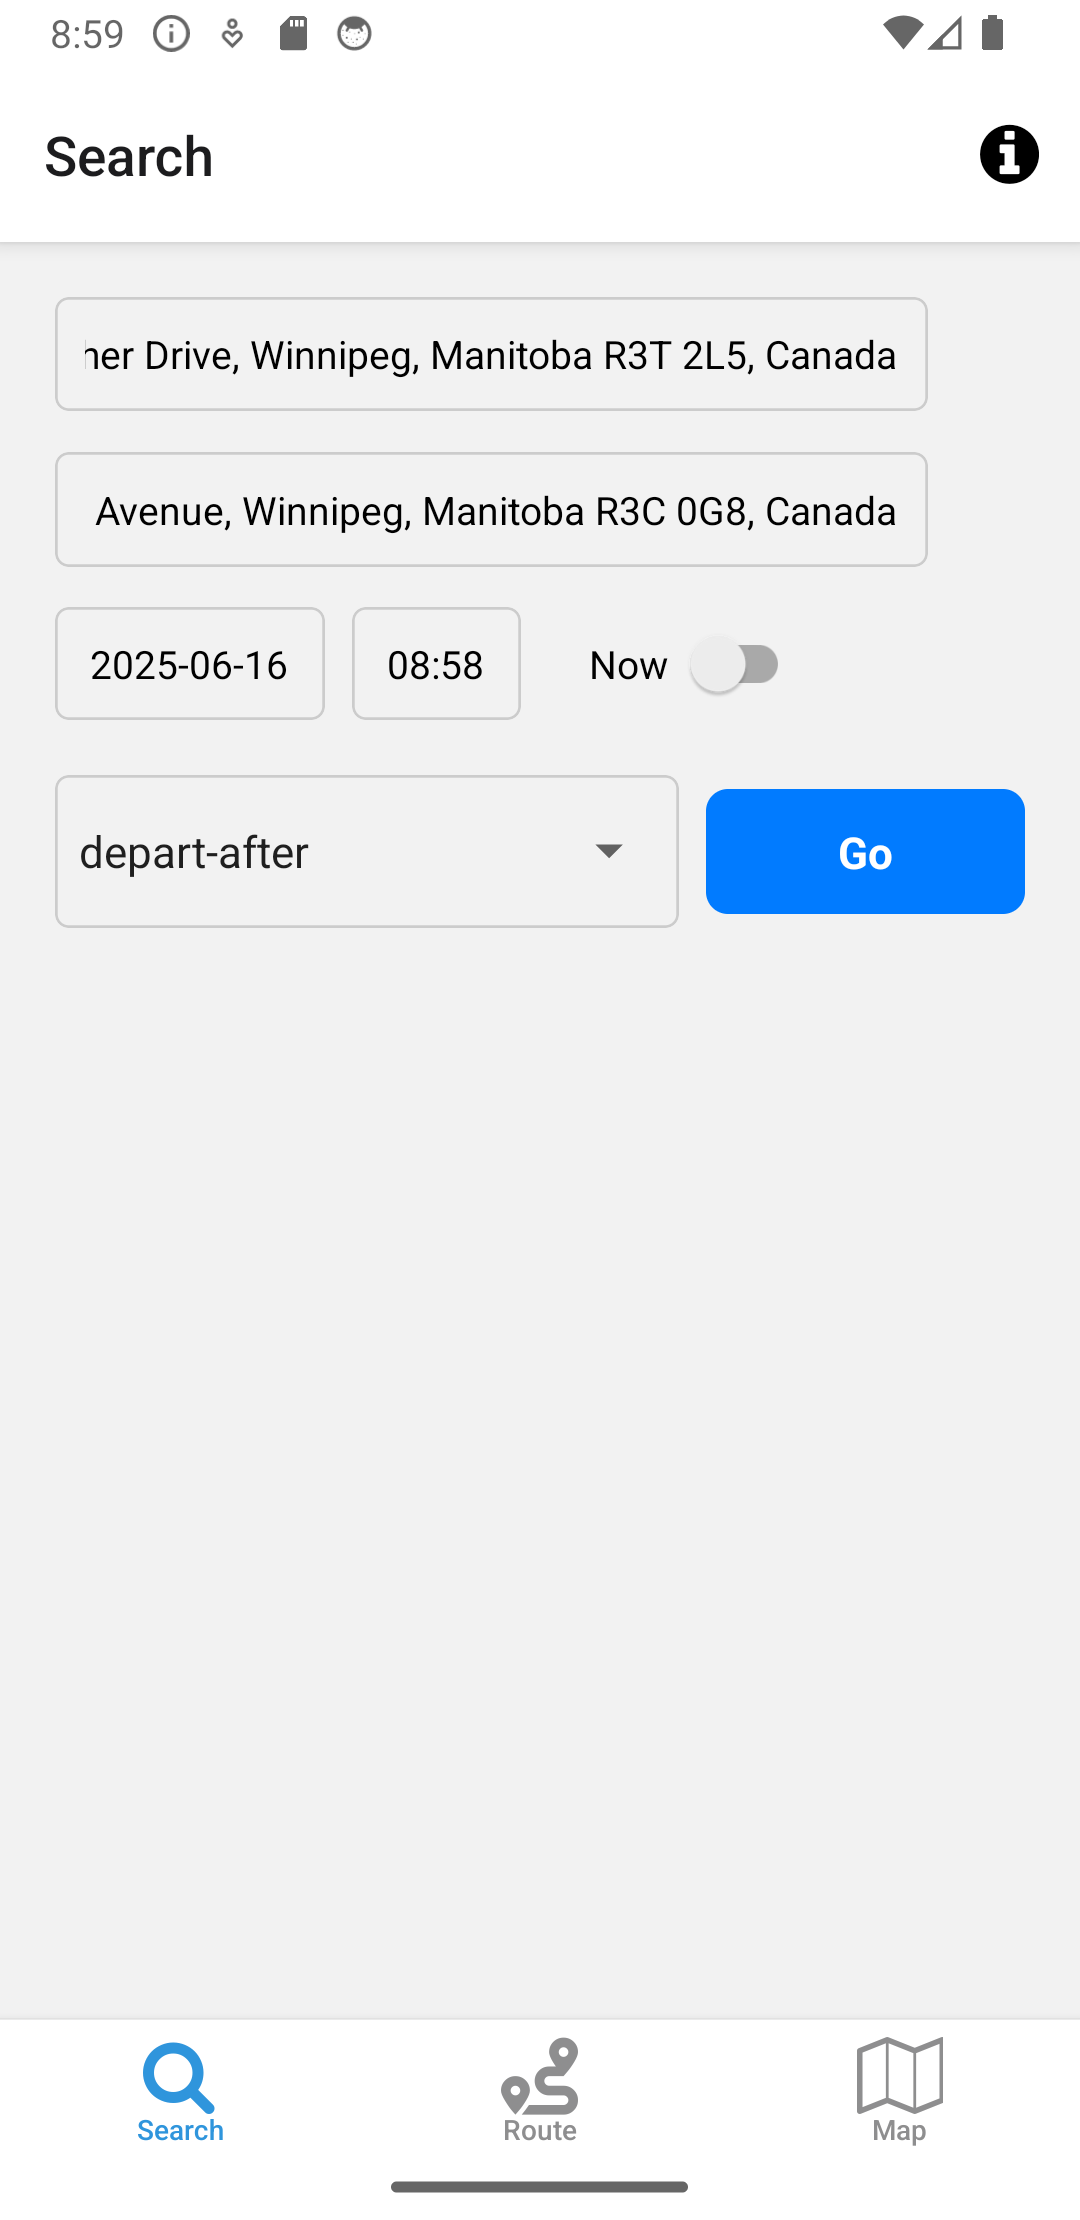 8:59
Search
her Drive, Winnipeg, Manitoba R3T 2L5, Canada
Avenue, Winnipeg, Manitoba R3C 0G8, Canada
2025-06-16 08:58 Now
depart-after Go
Search Route Map